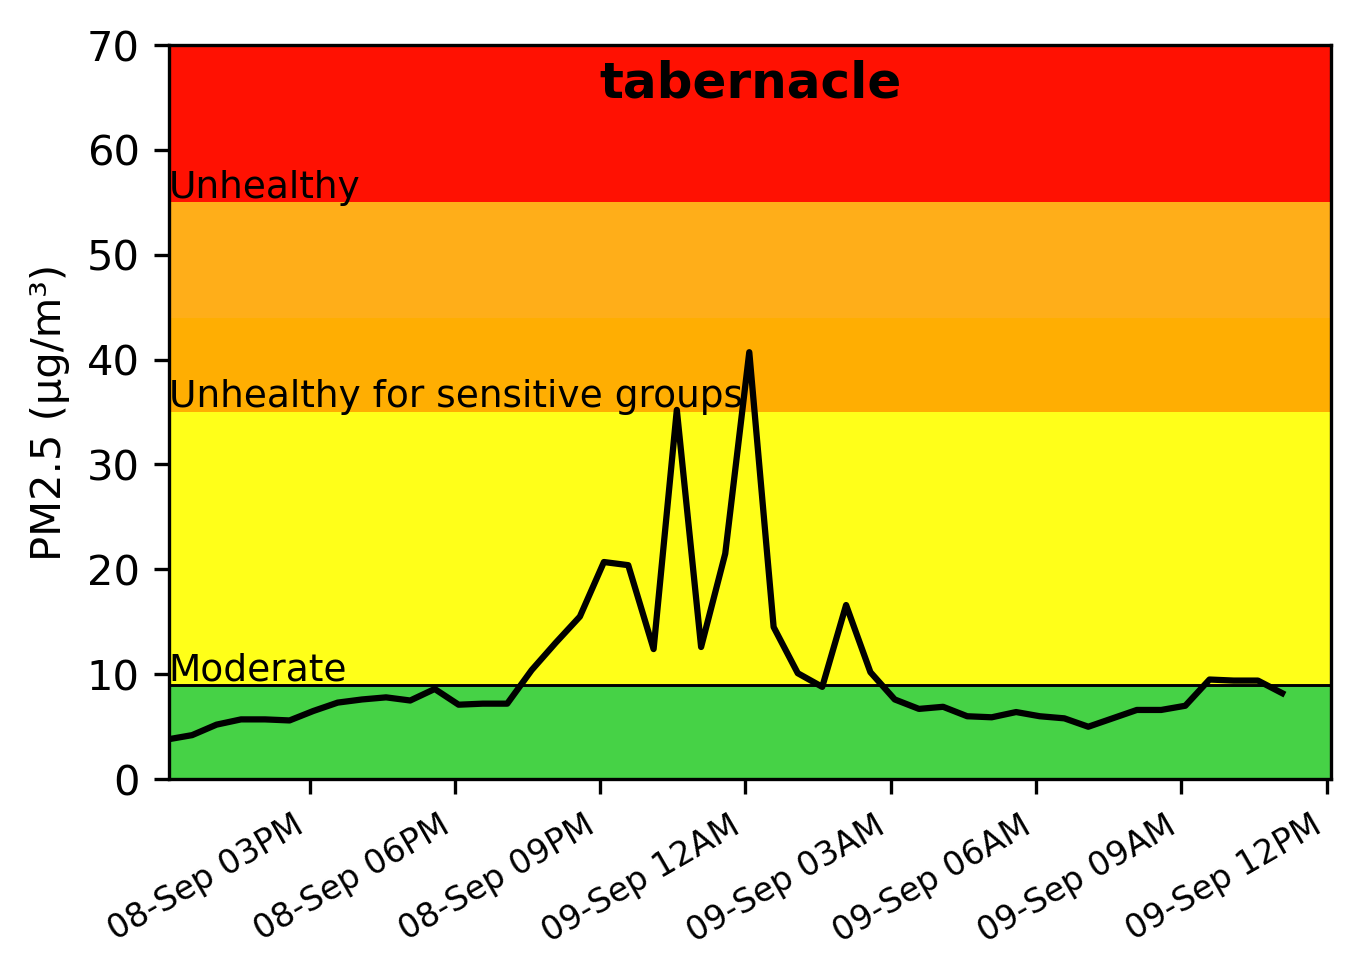 tabernacle
70
60
50
40
30
20
10
0
PM2.5 (µg/m³)
Unhealthy
Unhealthy for sensitive groups
Moderate
08-Sep 03PM
08-Sep 06PM
08-Sep 09PM
09-Sep 12AM
09-Sep 03AM
09-Sep 06AM
09-Sep 09AM
09-Sep 12PM